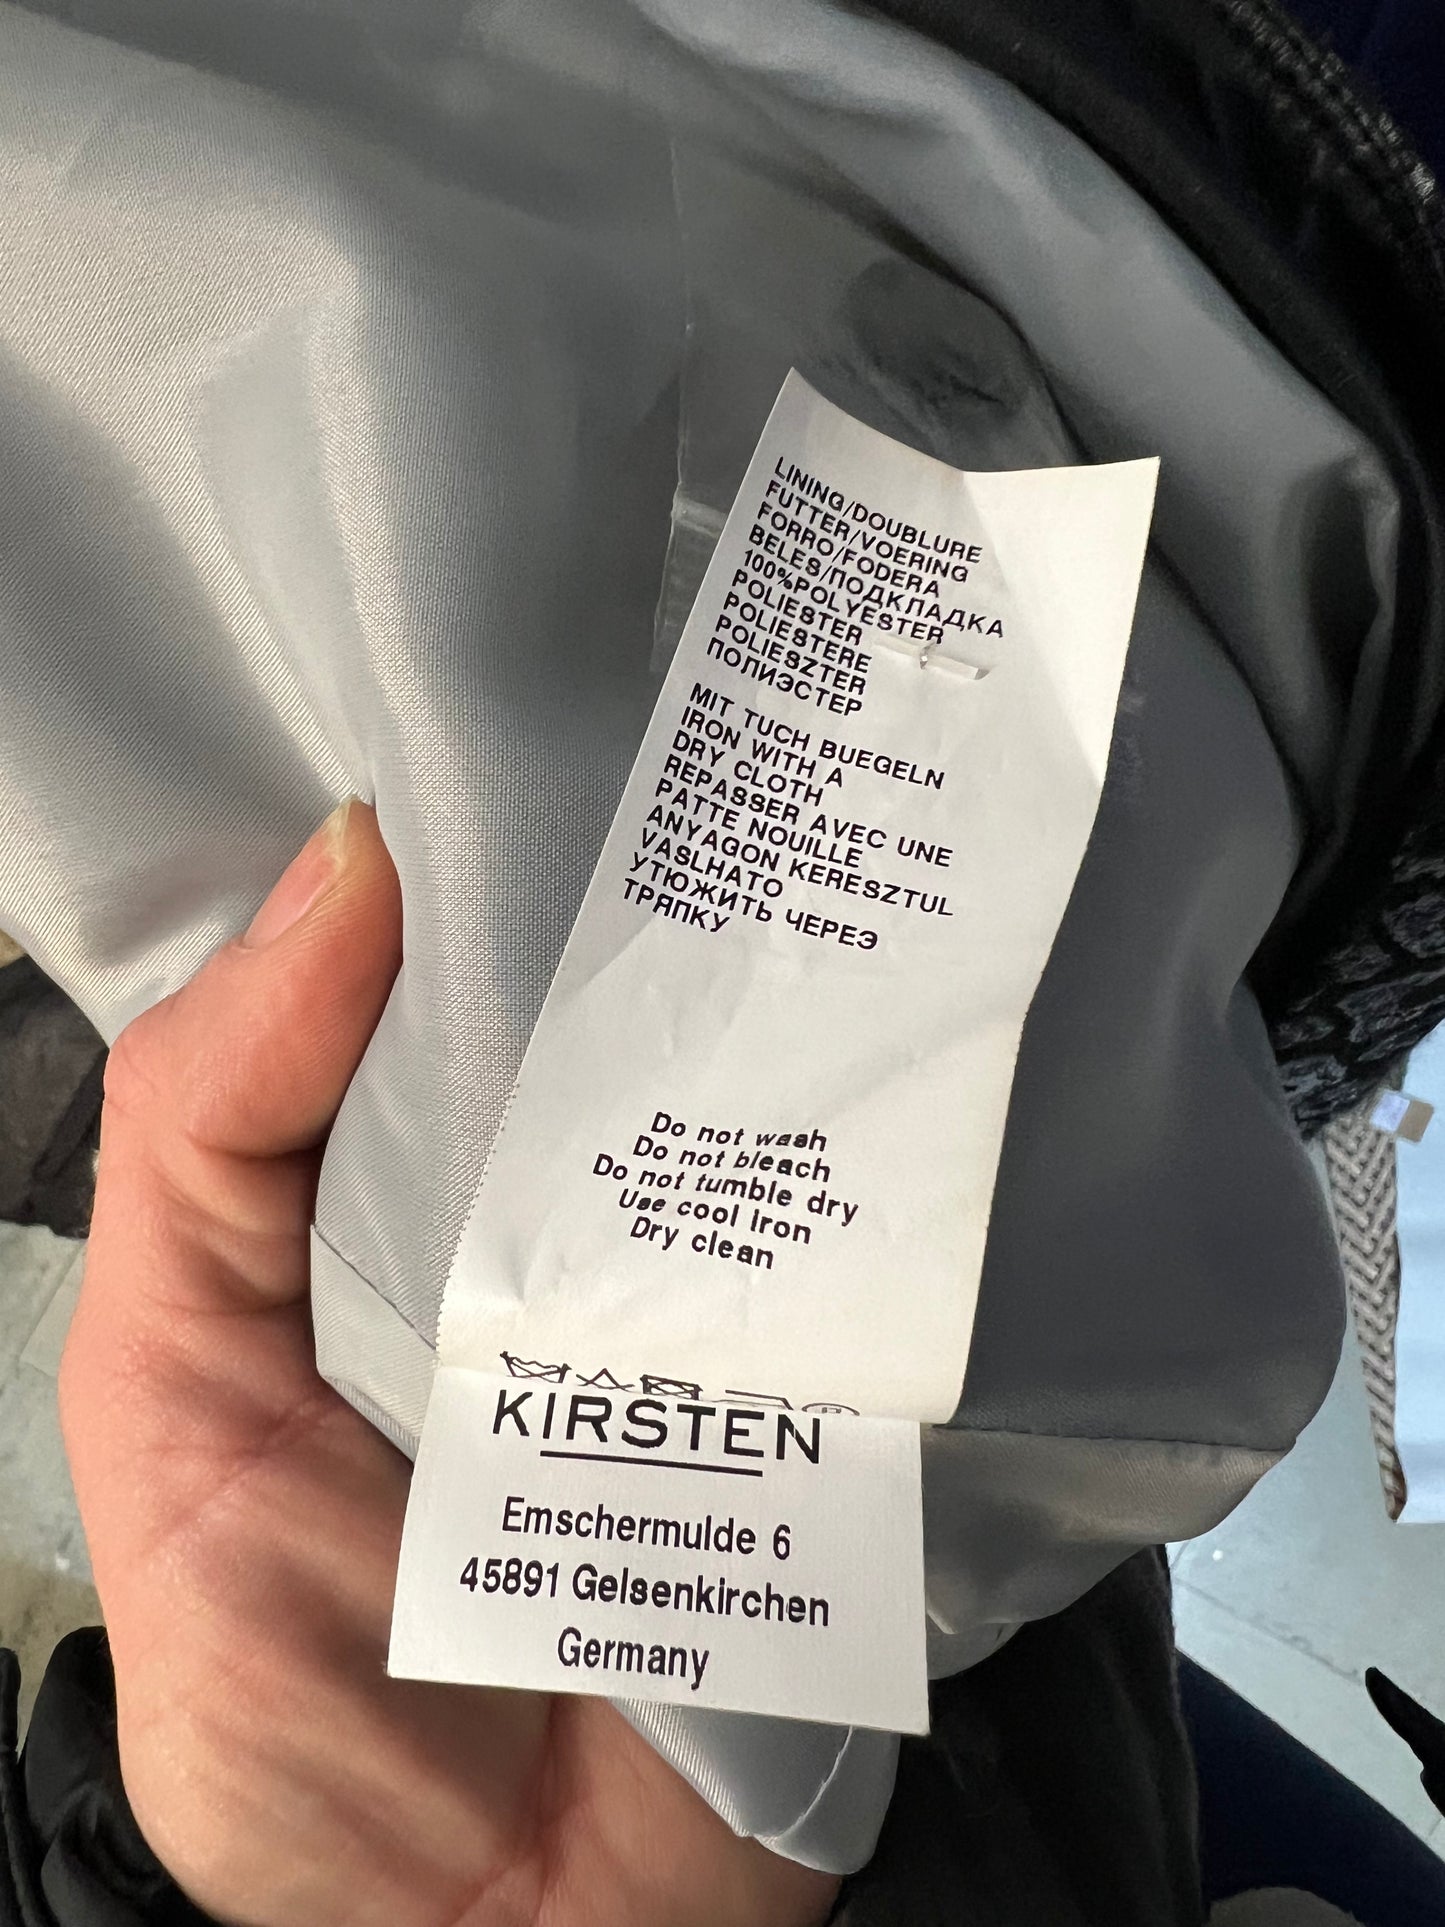 LINING/DOUBLURE
FUTTER/VOERING
FORRO/FODERA
BELES/ПОДКЛАДКА
100%POLYESTER
POLIESTER
POLIESTERE
POLIESZTER
ПОЛИЭСТЕР
MIT TUCH BUEGELN
IRON WITH A
DRY CLOTH
REPASSER AVEC UNE
PATTE NOUILLE
ANYAGON KERESZTUL
VASLHATO
УТЮЖИТЬ ЧЕРЕЭ
ТРЯПКУ
Do not wash
Do not bleach
Do not tumble dry
Use cool iron
Dry clean
KIRSTEN
Emschermulde 6
45891 Gelsenkirchen
Germany